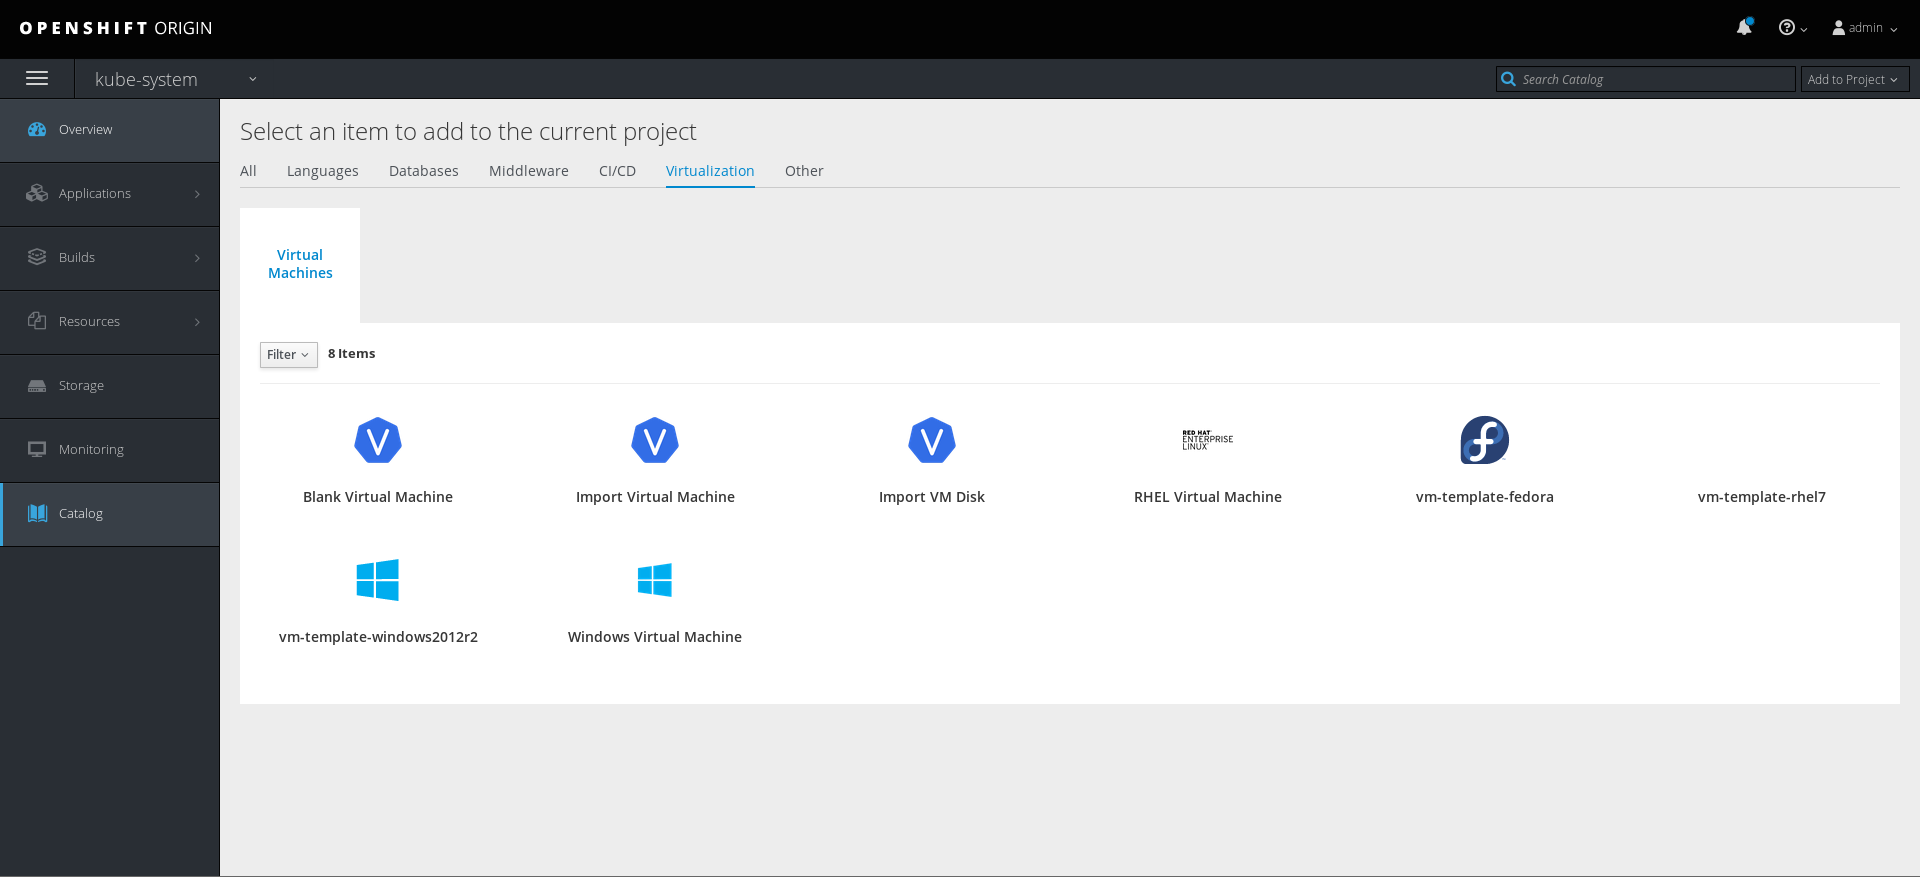 OPENSHIFT ORIGIN
admin
kube-system
Search Catalog
Add to Project
Overview
Applications
Builds
Resources
Storage
Monitoring
Catalog
Select an item to add to the current project
All Languages Databases Middleware CI/CD Virtualization Other
Virtual
Machines
Filter
8 Items
V V V
RED HAT
ENTERPRISE
LINUX
Blank Virtual Machine Import Virtual Machine Import VM Disk RHEL Virtual Machine vm-template-fedora vm-template-rhel7
vm-template-windows2012r2 Windows Virtual Machine